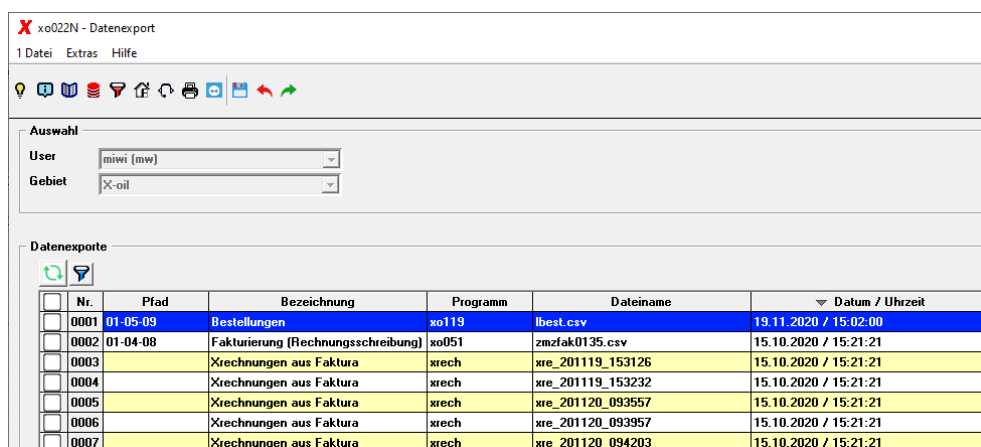 xo022N - Datenexport
1 Datei Extras Hilfe
Auswahl
User miwi (mw)
Gebiet X-oil
Datenexporte
Nr. Pfad Bezeichnung Programm Dateiname Datum / Uhrzeit
0001 01-05-09 Bestellungen xo119 lbest.csv 19.11.2020 / 15:02:00
0002 01-04-08 Fakturierung (Rechnungsschreibung) xo051 zmzfak0135.csv 15.10.2020 / 15:21:21
0003 Xrechnungen aus Faktura xrech xre_201119_153126 15.10.2020 / 15:21:21
0004 Xrechnungen aus Faktura xrech xre_201119_153232 15.10.2020 / 15:21:21
0005 Xrechnungen aus Faktura xrech xre_201120_093557 15.10.2020 / 15:21:21
0006 Xrechnungen aus Faktura xrech xre_201120_093957 15.10.2020 / 15:21:21
0007 Xrechnungen aus Faktura xrech xre_201120_094203 15.10.2020 / 15:21:21